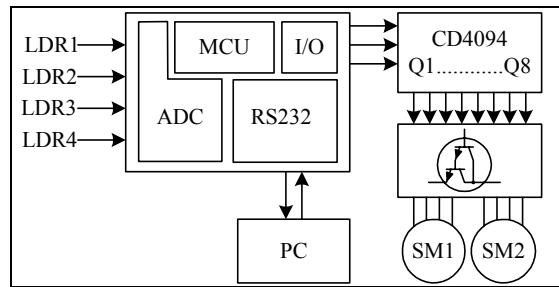 LDR1
LDR2
LDR3
LDR4
MCU
I/O
ADC
RS232
PC
CD4094
Q1............Q8
SM1
SM2